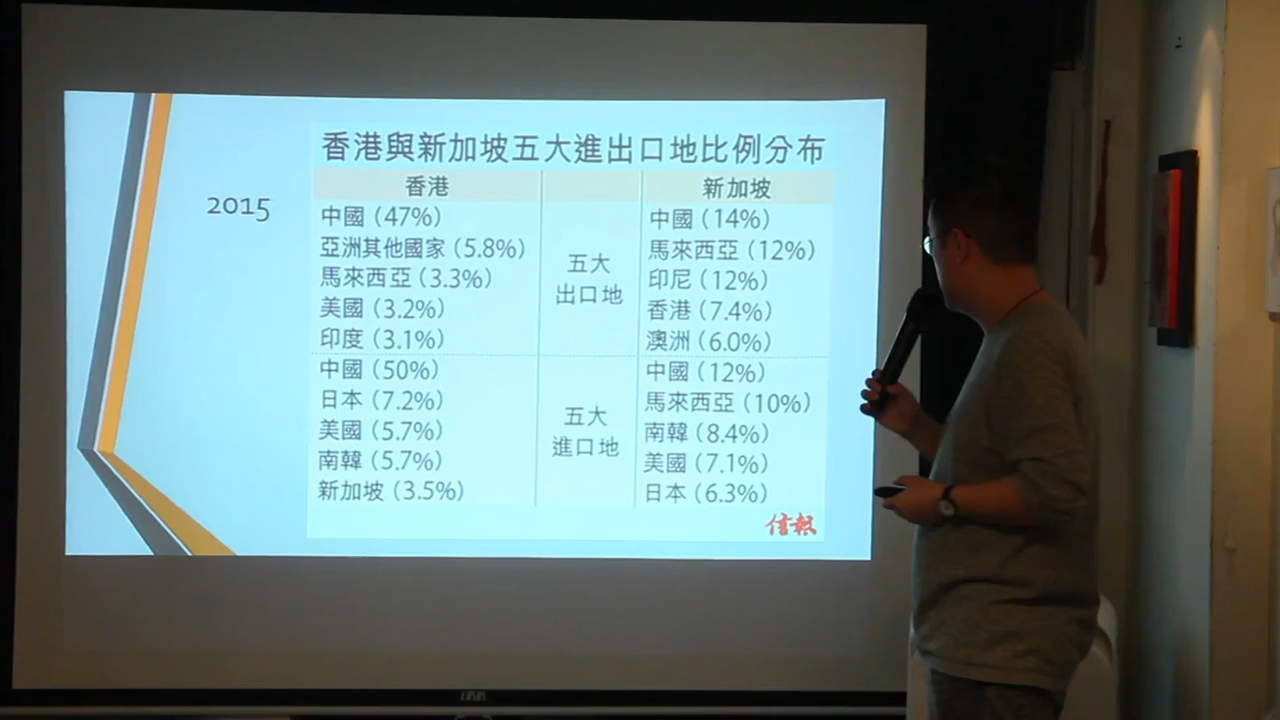 香港與新加坡五大進出口地比例分布
2015
香港 新加坡
中國 (47%) 中國 (14%)
亞洲其他國家 (5.8%) 馬來西亞 (12%)
馬來西亞 (3.3%) 五大 出口地 印尼 (12%)
美國 (3.2%) 香港 (7.4%)
印度 (3.1%) 澳洲 (6.0%)
中國 (50%) 中國 (12%)
日本 (7.2%) 馬來西亞 (10%)
美國 (5.7%) 五大 進口地 南韓 (8.4%)
南韓 (5.7%) 美國 (7.1%)
新加坡 (3.5%) 日本 (6.3%)
信報